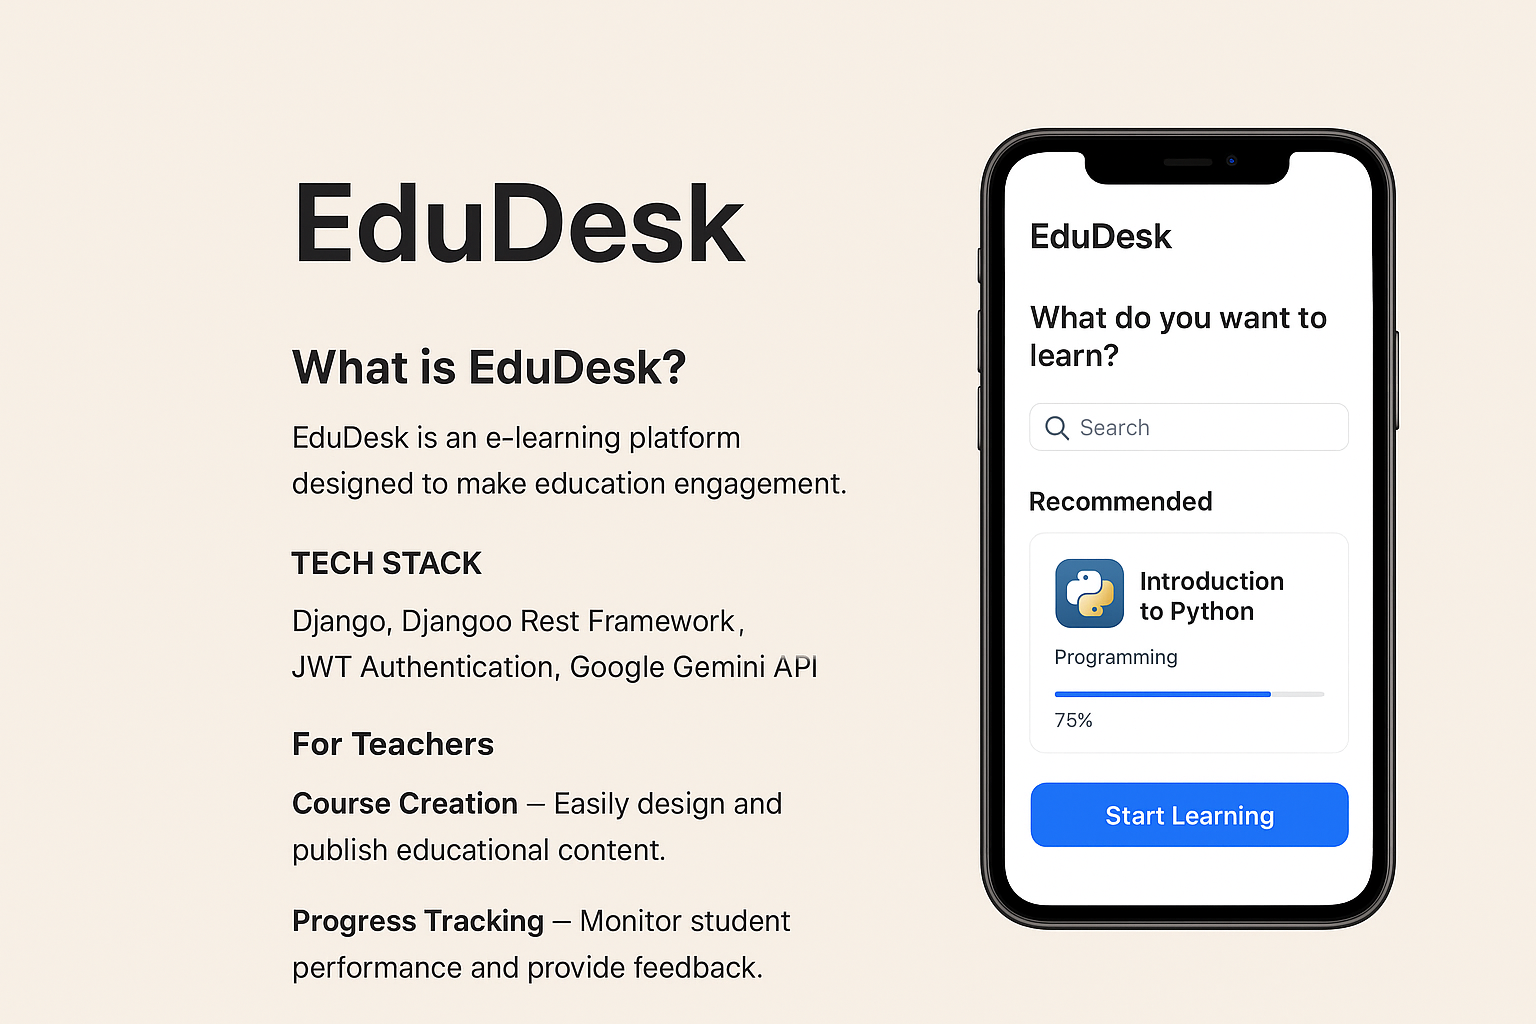 EduDesk
What is EduDesk?
EduDesk is an e-learning platform
designed to make education engagement.
TECH STACK
Django, Djangoo Rest Framework,
JWT Authentication, Google Gemini API
For Teachers
Course Creation – Easily design and
publish educational content.
Progress Tracking – Monitor student
performance and provide feedback.
EduDesk
What do you want to
learn?
Search
Recommended
Introduction
to Python
Programming
75%
Start Learning